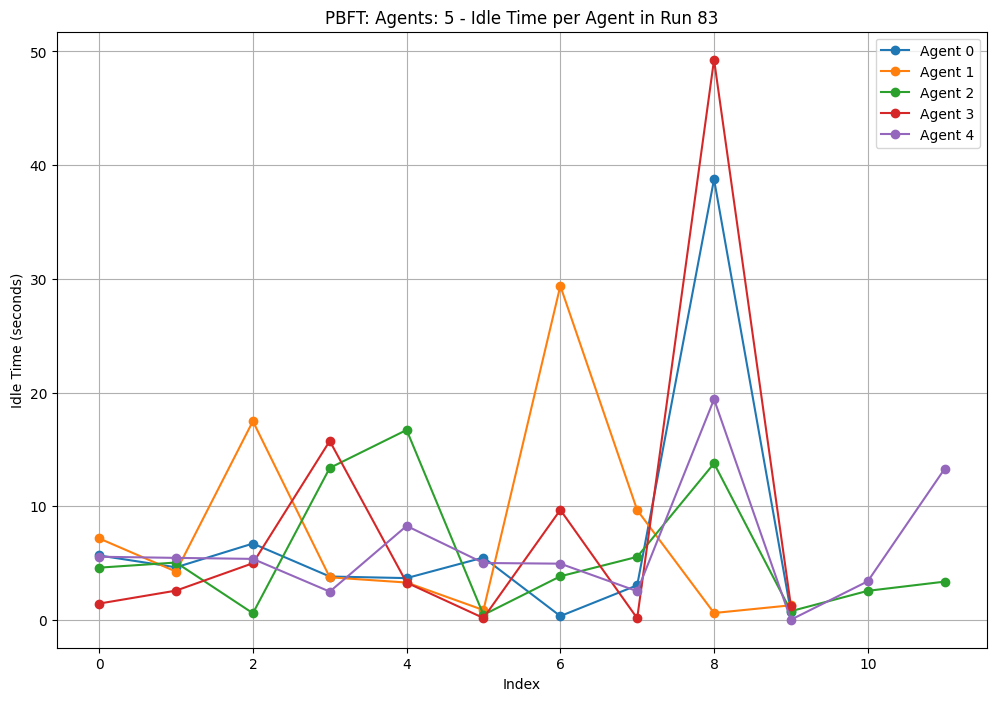 PBFT: Agents: 5 - Idle Time per Agent in Run 83
Agent 0
Agent 1
Agent 2
Agent 3
Agent 4
50
40
30
20
10
0
Idle Time (seconds)
0 2 4 6 8 10
Index